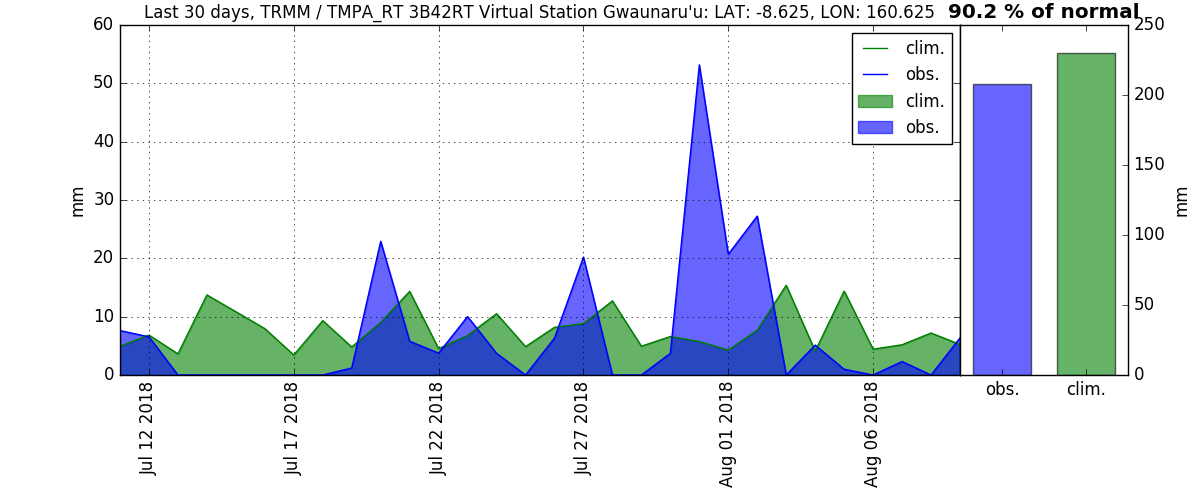 Last 30 days, TRMM / TMPA_RT 3B42RT Virtual Station Gwaunaru'u: LAT: -8.625, LON: 160.625 90.2 % of normal
60
50
40
30
20
10
0
mm
clim.
obs.
clim.
obs.
Jul 12 2018
Jul 17 2018
Jul 22 2018
Jul 27 2018
Aug 01 2018
Aug 06 2018
250
200
150
100
50
0
mm
obs. clim.